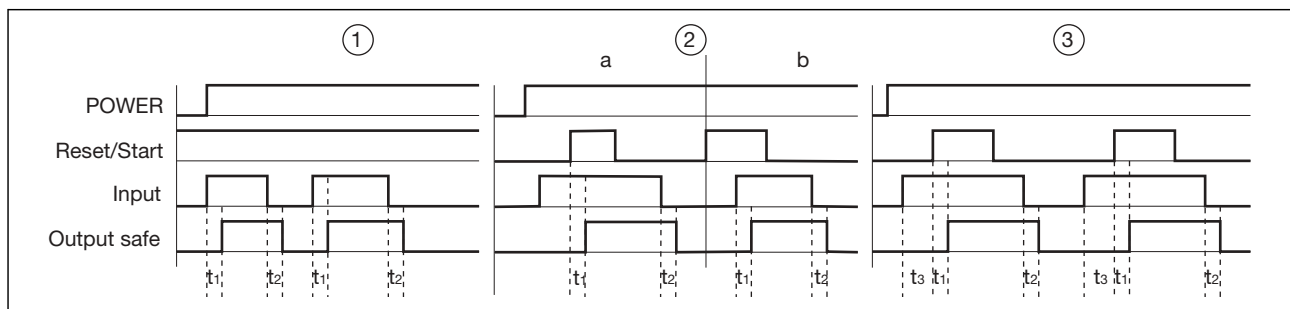 ① ② ③
a b
POWER
Reset/Start
Input
Output safe
t1 t2 t1 t2 t1 t2 t1 t2 t3 t1 t2 t3 t1 t2